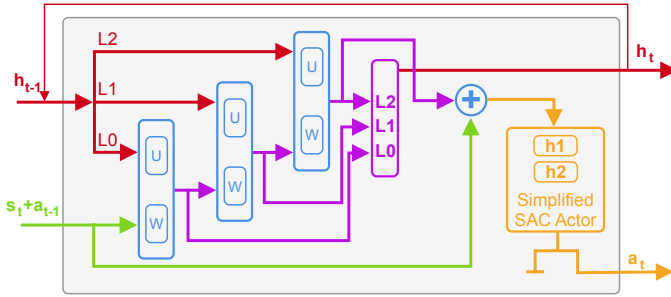 L2
h_t-1
h_t
L1
L0
U
W
U
W
U
W
L2
L1
L0
+
h1
h2
Simplified
SAC Actor
s_t+a_t-1
a_t